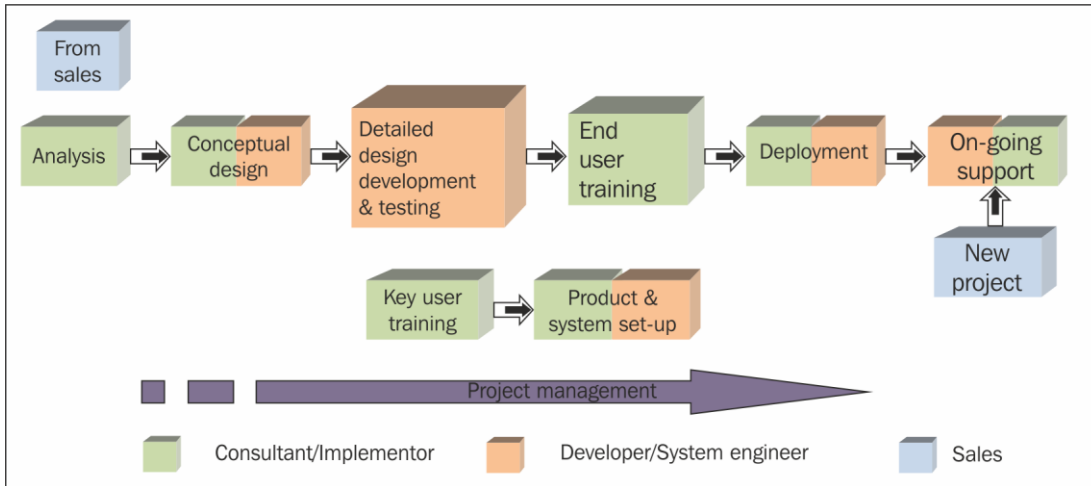 From
sales
Analysis
Conceptual
design
Detailed
design
development
& testing
End
user
training
Deployment
On-going
support
New
project
Key user
training
Product &
system set-up
Project management
Consultant/Implementor
Developer/System engineer
Sales